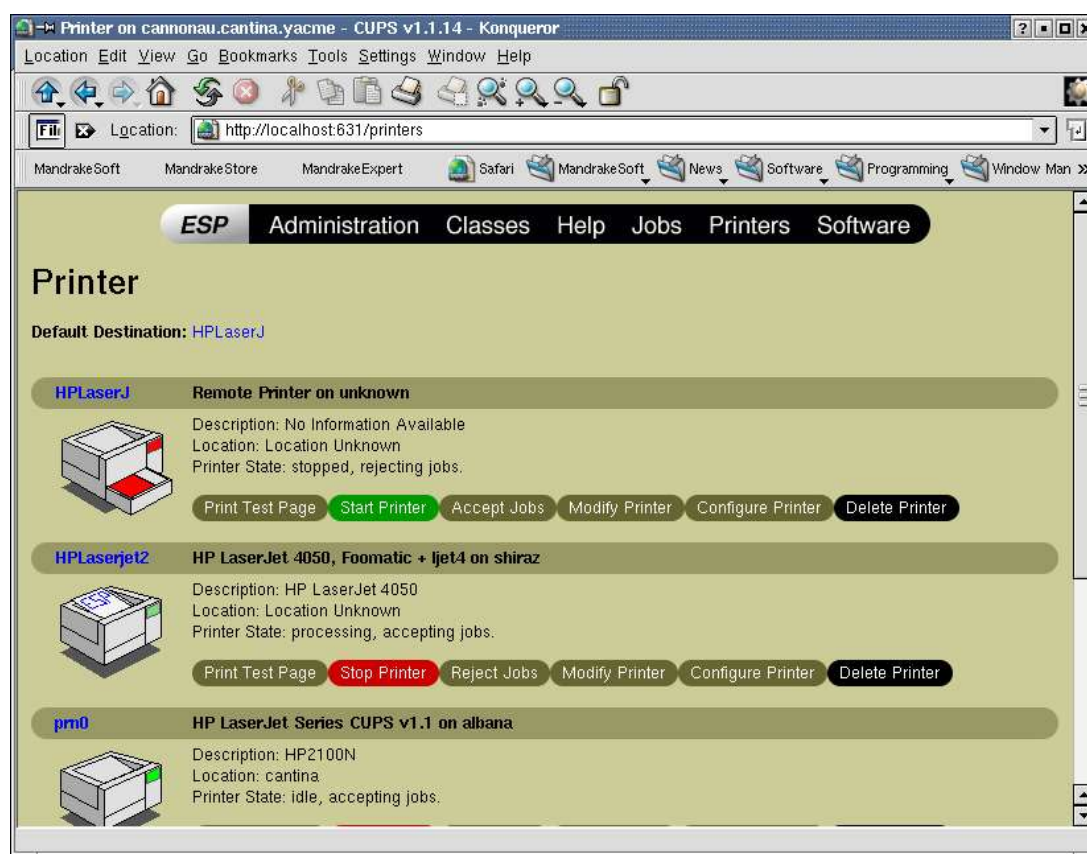 Printer on cannonau.cantina.yacme - CUPS v1.1.14 - Konqueror
Location Edit View Go Bookmarks Tools Settings Window Help
Location: http://localhost:631/printers
MandrakeSoft MandrakeStore MandrakeExpert Safari MandrakeSoft News Software Programming Window Man
ESP Administration Classes Help Jobs Printers Software
Printer
Default Destination: HPLaserJ
HPLaserJ Remote Printer on unknown
Description: No Information Available
Location: Location Unknown
Printer State: stopped, rejecting jobs.
Print Test Page Start Printer Accept Jobs Modify Printer Configure Printer Delete Printer
HPLaserjet2 HP LaserJet 4050, Foomatic + ljet4 on shiraz
ESP
Description: HP LaserJet 4050
Location: Location Unknown
Printer State: processing, accepting jobs.
Print Test Page Stop Printer Reject Jobs Modify Printer Configure Printer Delete Printer
prn0 HP LaserJet Series CUPS v1.1 on albana
Description: HP2100N
Location: cantina
Printer State: idle, accepting jobs.